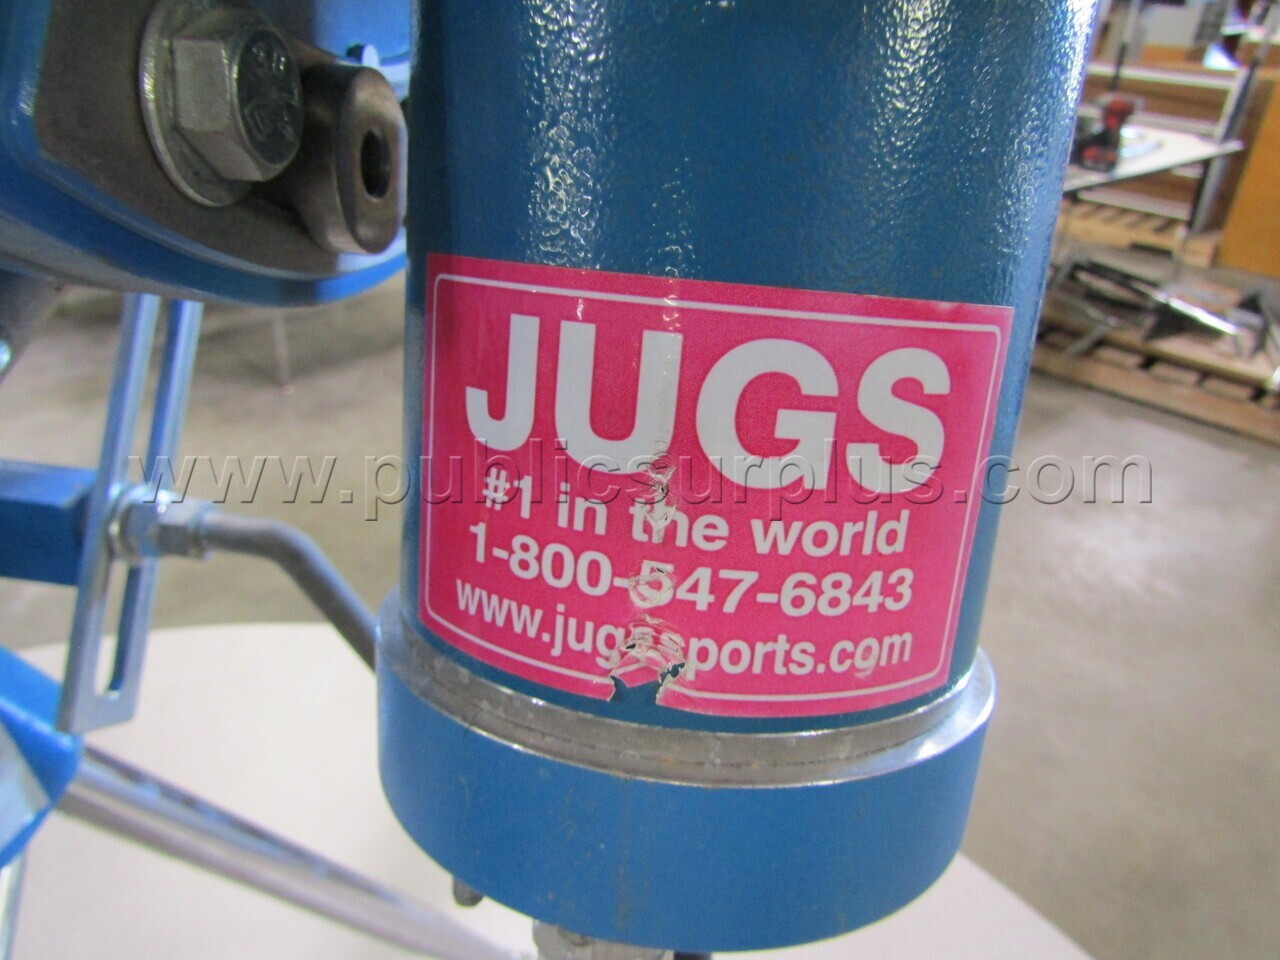 JUGS
www.publicsurplus.com
#1 in the world
1-800-547-6843
www.jugssports.com